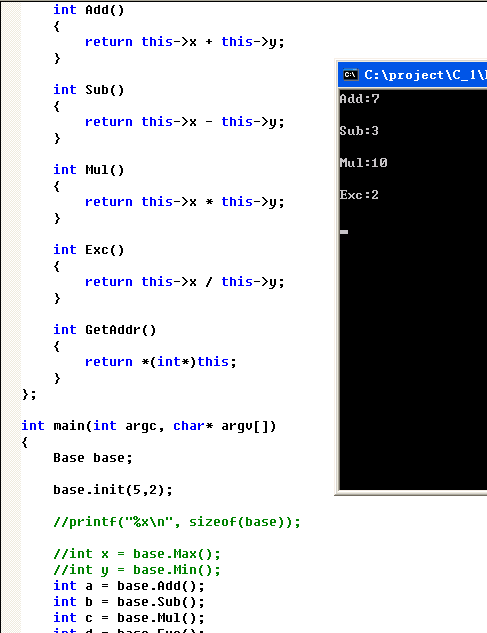 int Add()
{
return this->x + this->y;
}
int Sub()
{
return this->x - this->y;
}
int Mul()
{
return this->x * this->y;
}
int Exc()
{
return this->x / this->y;
}
int GetAddr()
{
return *(int*)this;
}
};
int main(int argc, char* argv[])
{
Base base;
base.init(5,2);
//printf("%x\n", sizeof(base));
//int x = base.Max();
//int y = base.Min();
int a = base.Add();
int b = base.Sub();
int c = base.Mul();
int d = base.Exc();
C:\project\C_1\
Add:7
Sub:3
Mul:10
Exc:2